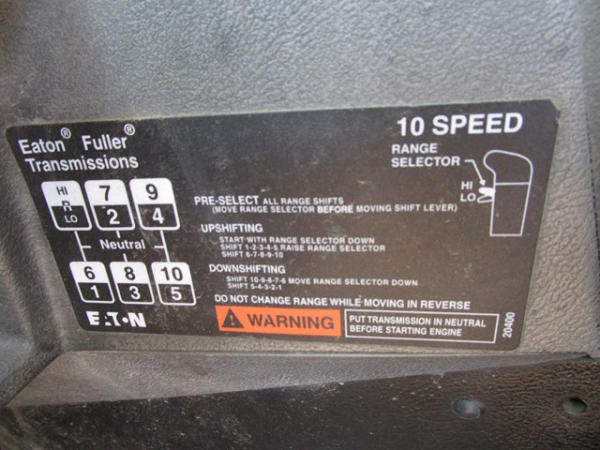 Eaton® Fuller®
Transmissions
10 SPEED
RANGE
SELECTOR
HI
LO
HI
R
LO
7
2
9
4
Neutral
6
1
8
3
10
5
PRE-SELECT ALL RANGE SHIFTS
(MOVE RANGE SELECTOR BEFORE MOVING SHIFT LEVER)
UPSHIFTING
START WITH RANGE SELECTOR DOWN
SHIFT 1-2-3-4-5 RAISE RANGE SELECTOR
SHIFT 6-7-8-9-10
DOWNSHIFTING
SHIFT 10-9-8-7-6 MOVE RANGE SELECTOR DOWN
SHIFT 5-4-3-2-1
DO NOT CHANGE RANGE WHILE MOVING IN REVERSE
EATON
WARNING
PUT TRANSMISSION IN NEUTRAL
BEFORE STARTING ENGINE
20400